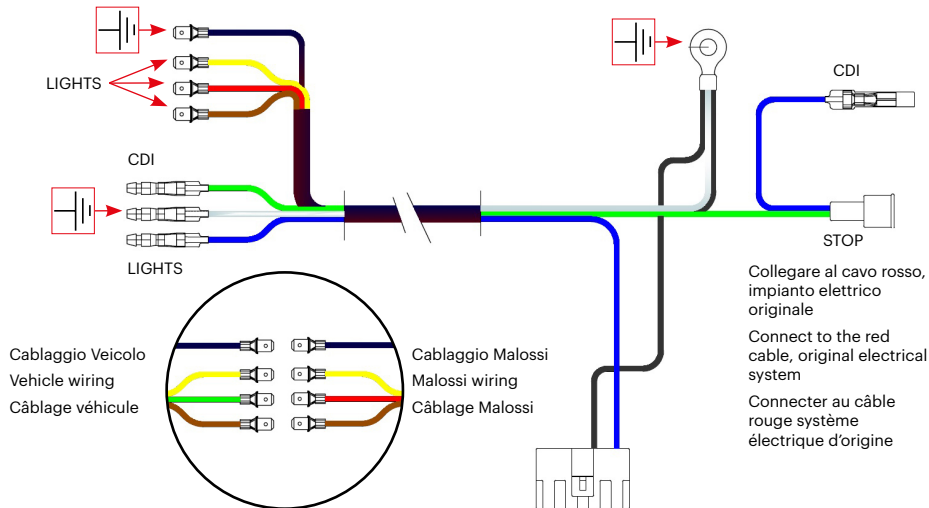 LIGHTS
CDI
CDI
LIGHTS
STOP
Collegare al cavo rosso,
impianto elettrico
originale
Connect to the red
cable, original electrical
system
Connecter au câble
rouge système
électrique d'origine
Cablaggio Veicolo
Vehicle wiring
Câblage véhicule
Cablaggio Malossi
Malossi wiring
Câblage Malossi